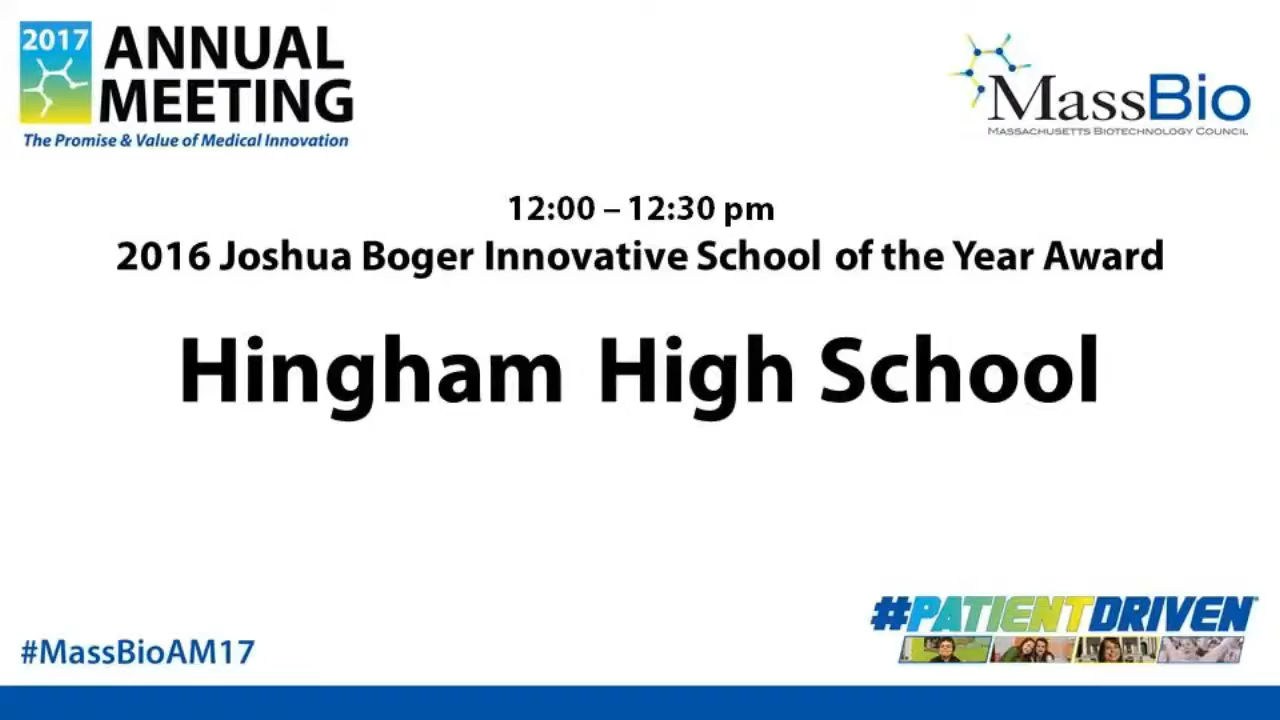 2017
ANNUAL
MEETING
The Promise & Value of Medical Innovation
MassBio
MASSACHUSETTS BIOTECHNOLOGY COUNCIL
12:00 – 12:30 pm
2016 Joshua Boger Innovative School of the Year Award
Hingham High School
#MassBioAM17
#PATIENTDRIVEN